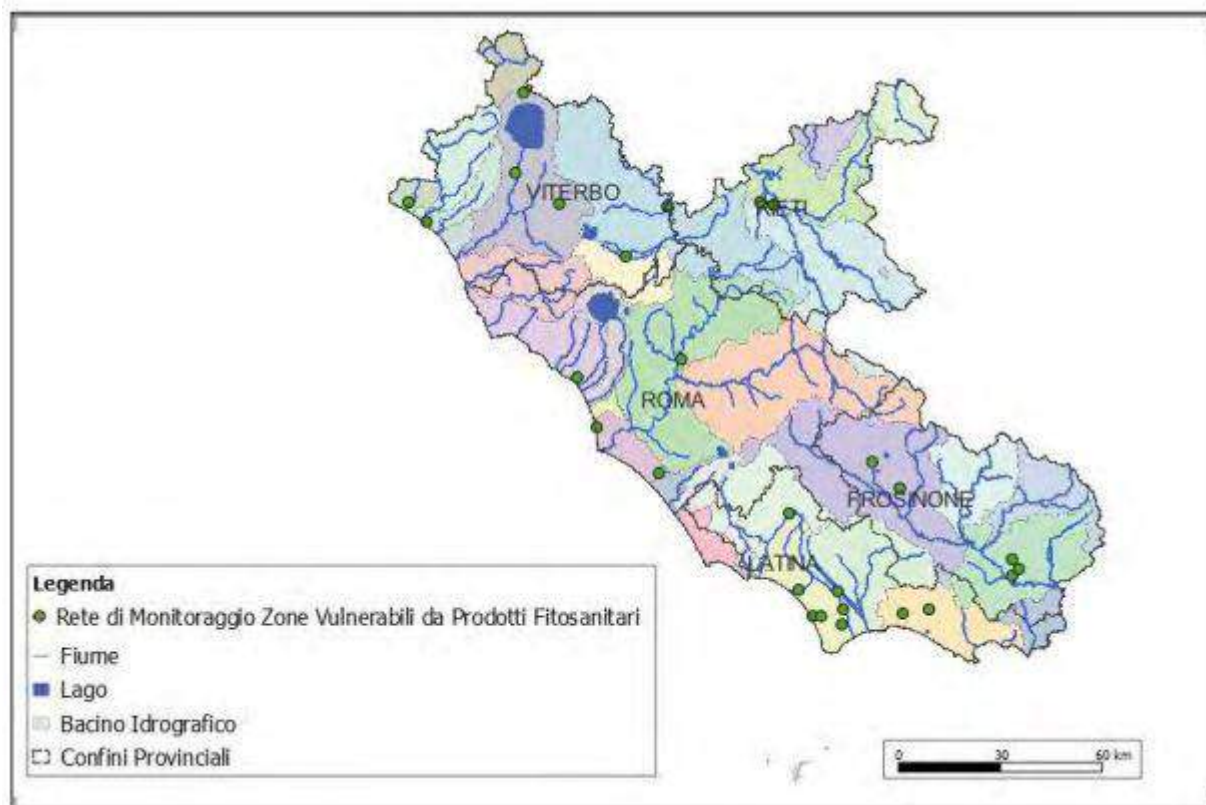 VITERBO
RIETI
ROMA
FROSINONE
LATINA
Legenda
Rete di Monitoraggio Zone Vulnerabili da Prodotti Fitosanitari
Fiume
Lago
Bacino Idrografico
Confini Provinciali
0 30 60 km